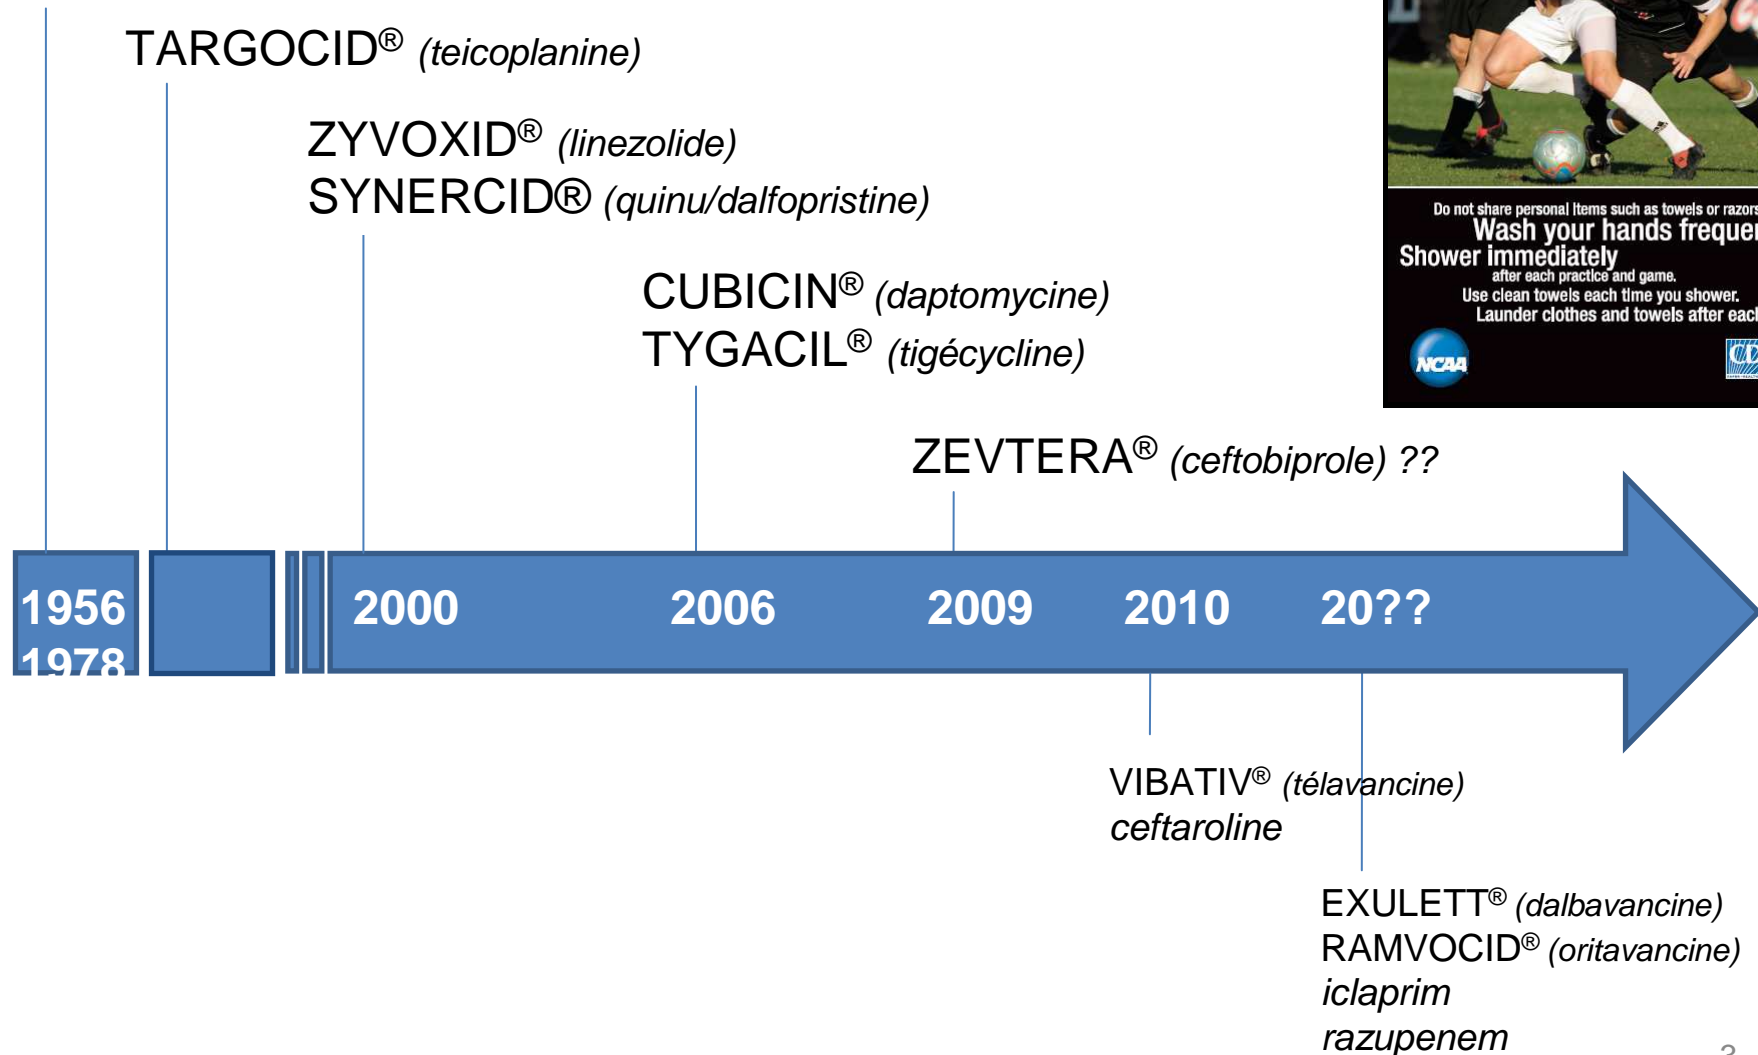 TARGOCID® (teicoplanine)
ZYVOXID® (linezolide)
SYNERCID® (quinu/dalfopristine)
CUBICIN® (daptomycine)
TYGACIL® (tigécycline)
ZEVTERA® (ceftobiprole) ??
Do not share personal items such as towels or razors
Wash your hands
Shower immediately
after each practice and game.
Use clean towels each time you shower.
Launder clothes and towels after
NCAA
1956
1978
2000
2006
2009
2010
20??
VIBATIV® (télavancine)
ceftaroline
EXULETT® (dalbavancine)
RAMVOCID® (oritavancine)
iclaprim
razupenem
3